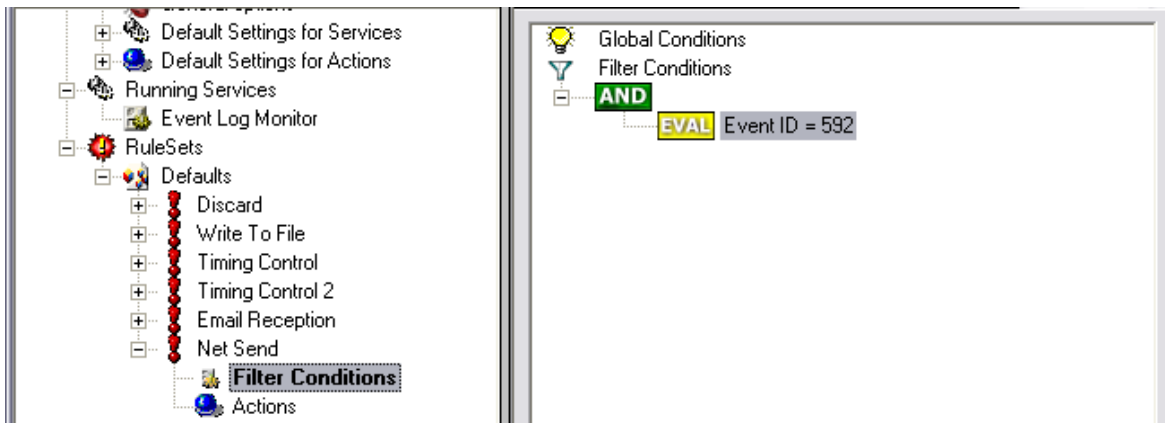 General Options
Default Settings for Services
Default Settings for Actions
Running Services
Event Log Monitor
RuleSets
Defaults
Discard
Write To File
Timing Control
Timing Control 2
Email Reception
Net Send
Filter Conditions
Actions
Global Conditions
Filter Conditions
AND
EVAL Event ID = 592